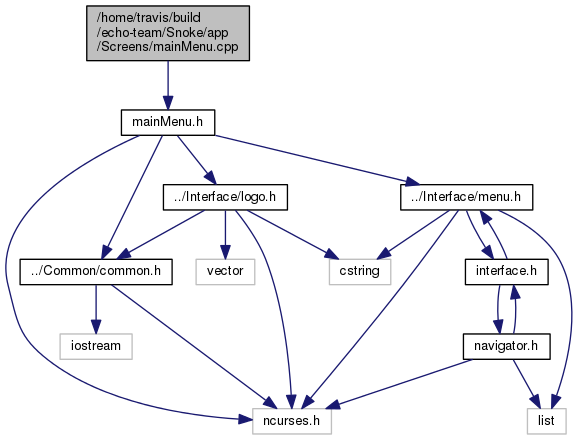 /home/travis/build
/echo-team/Snoke/app
/Screens/mainMenu.cpp
mainMenu.h
../Interface/logo.h
../Interface/menu.h
../Common/common.h
vector
cstring
interface.h
iostream
navigator.h
ncurses.h
list